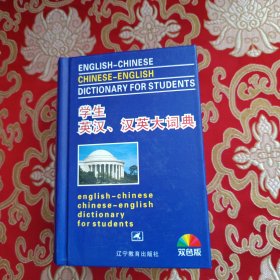 ENGLISH-CHINESE
CHINESE-ENGLISH
DICTIONARY FOR STUDENTS
学生
英汉、汉英大词典
english-chinese
chinese-english
dictionary
for students
辽宁教育出版社
双色版